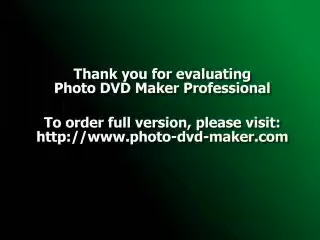 Thank you for evaluating
Photo DVD Maker Professional
To order full version, please visit:
http://www.photo-dvd-maker.com